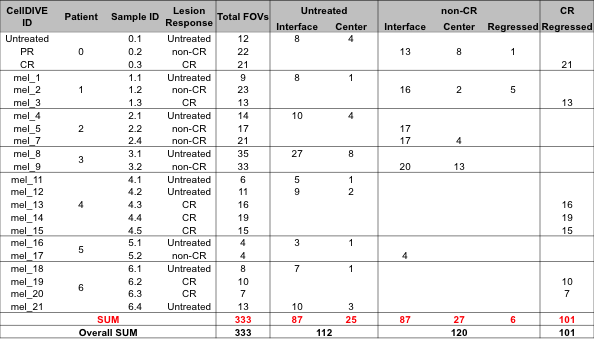 CellDIVE ID Patient Sample ID Lesion Response Total FOVs Untreated non-CR CR
Interface Center Interface Center Regressed Regressed
Untreated 0.1 Untreated 12 8 4
PR 0 0.2 non-CR 22 13 8 1
CR 0.3 CR 21 21
mel_1 1.1 Untreated 9 8 1
mel_2 1 1.2 non-CR 23 16 2 5
mel_3 1.3 CR 13 13
mel_4 2.1 Untreated 14 10 4
mel_5 2 2.2 non-CR 17 17
mel_7 2.4 non-CR 21 17 4
mel_8 3 3.1 Untreated 35 27 8
mel_9 3.2 non-CR 33 20 13
mel_11 4.1 Untreated 6 5 1
mel_12 4.2 Untreated 11 9 2
mel_13 4 4.3 CR 16 16
mel_14 4.4 CR 19 19
mel_15 4.5 CR 15 15
mel_16 5 5.1 Untreated 4 3 1
mel_17 5.2 non-CR 4 4
mel_18 6.1 Untreated 8 7 1
mel_19 6 6.2 CR 10 10
mel_20 6.3 CR 7 7
mel_21 6.4 Untreated 13 10 3
SUM 333 87 25 87 27 6 101
Overall SUM 333 112 120 101